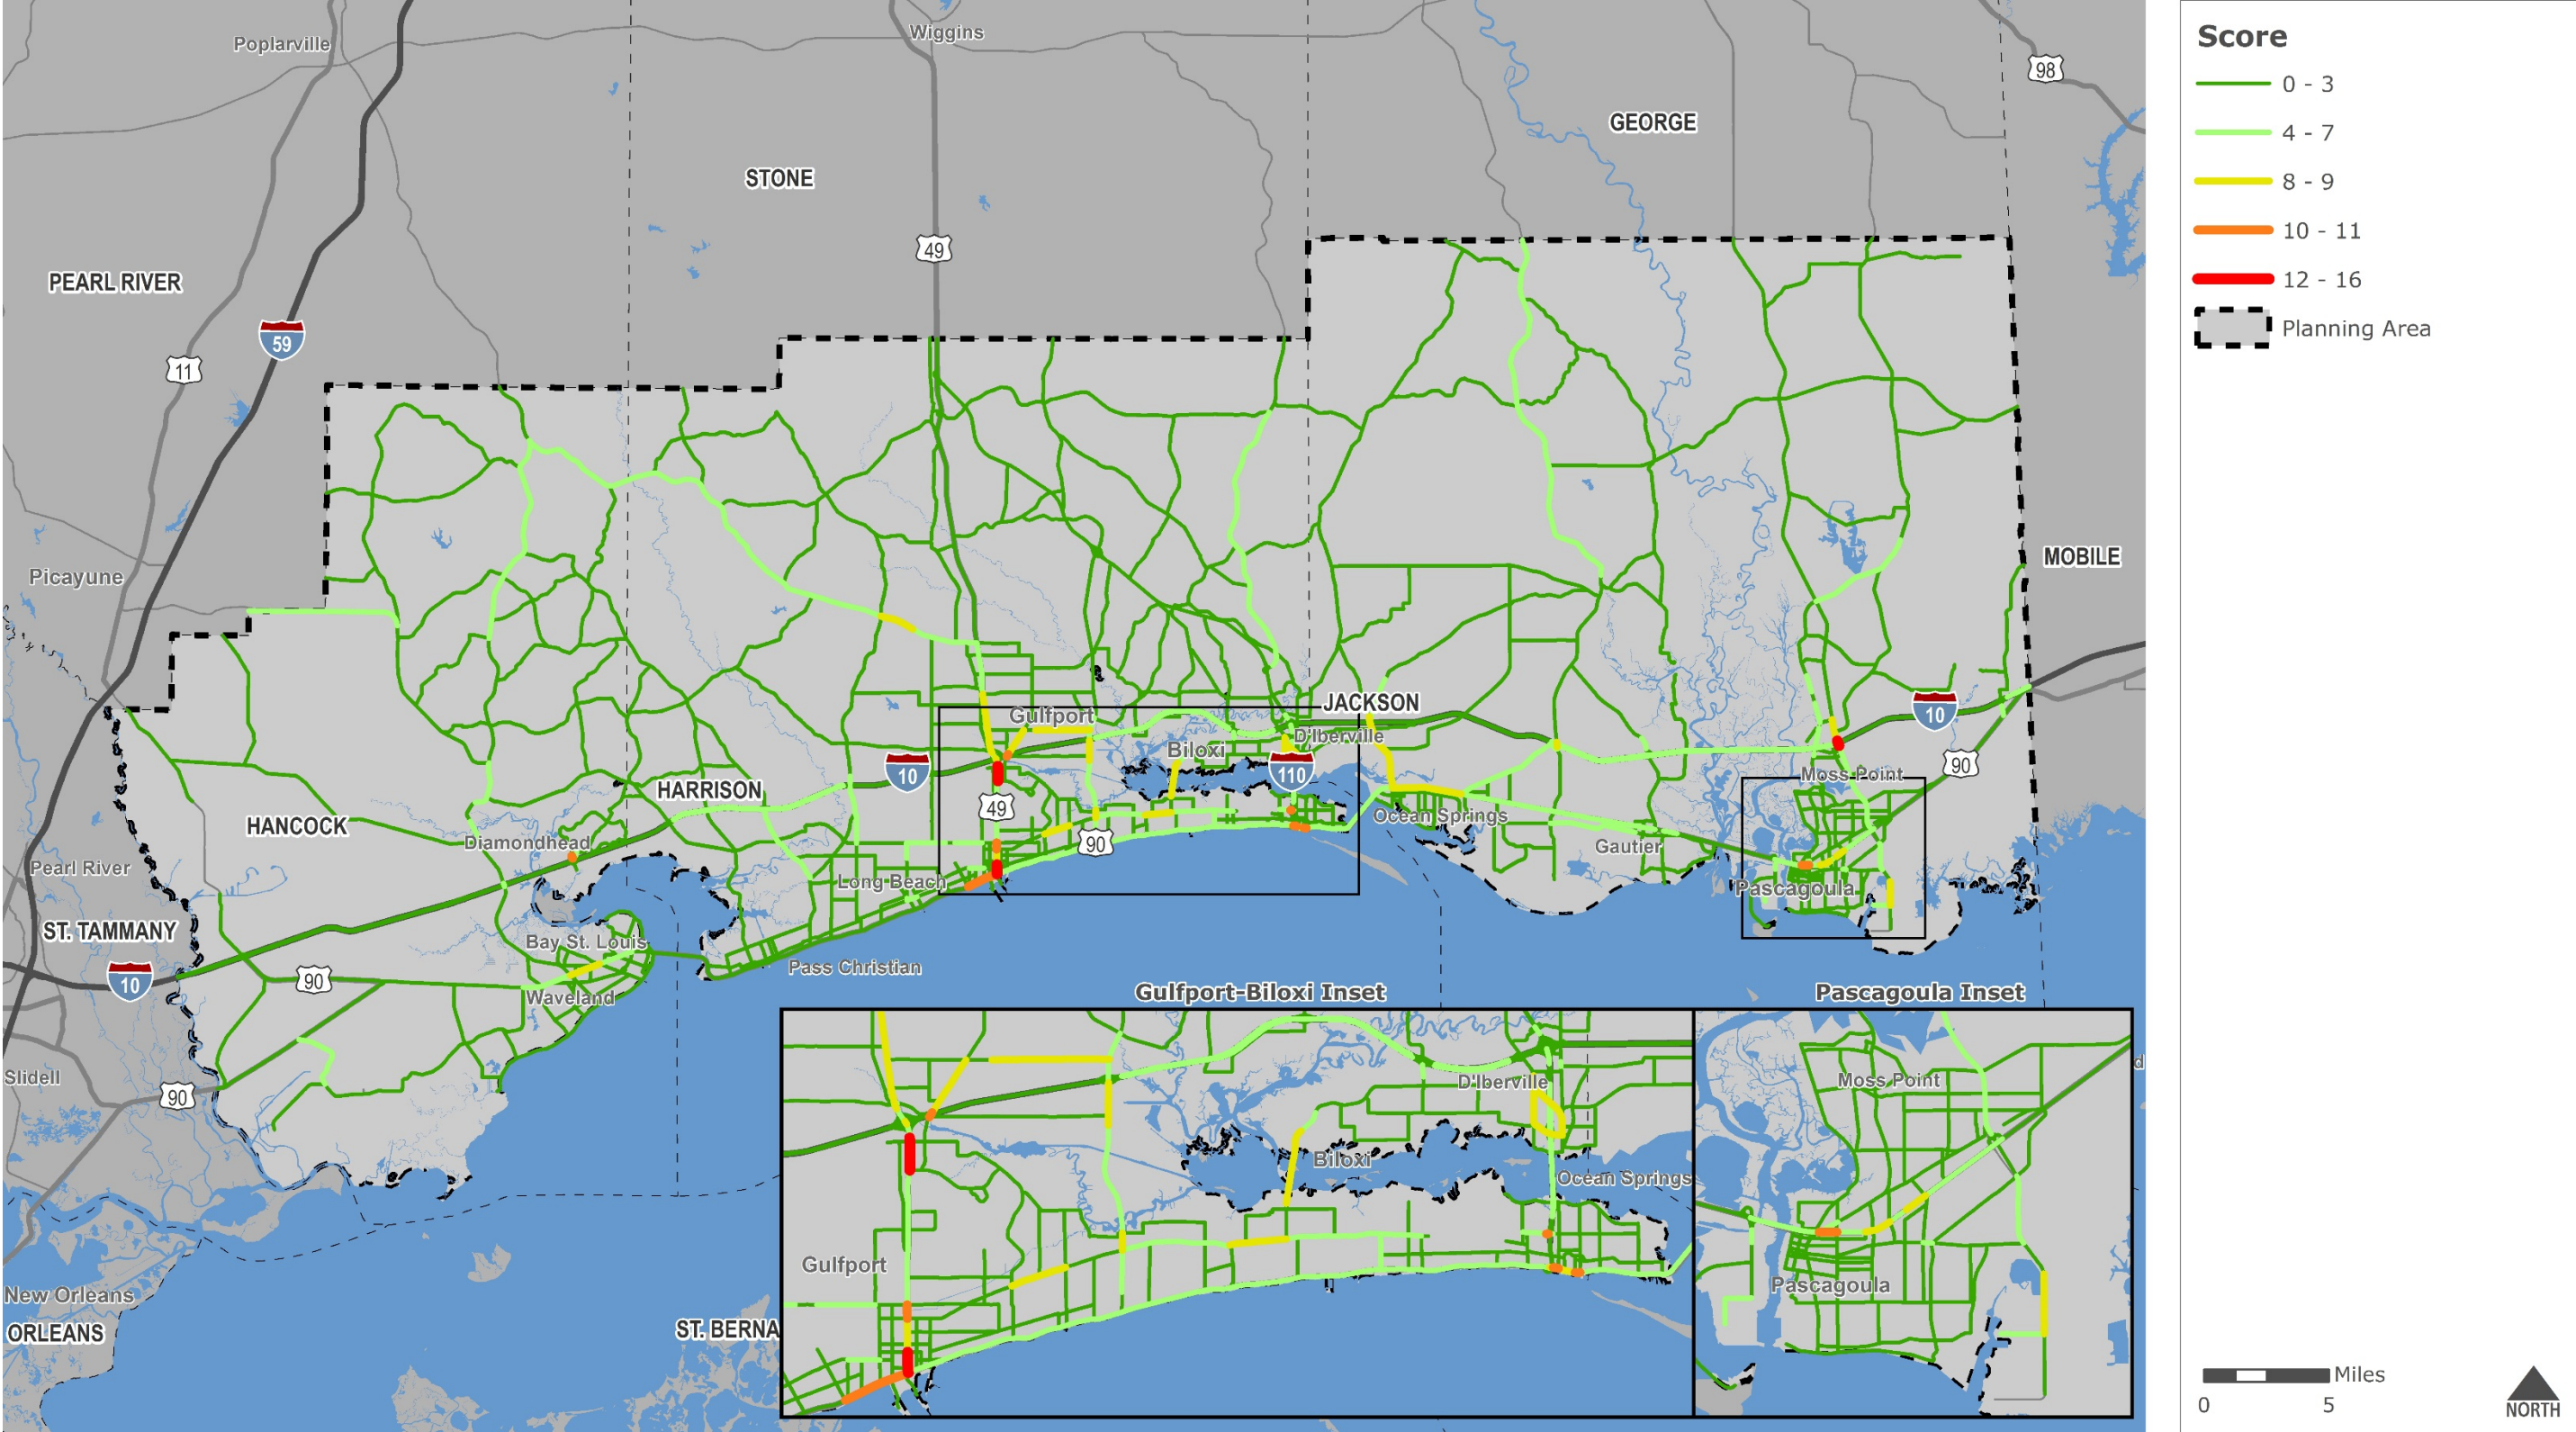 Poplarville
Wiggins
98
GEORGE
STONE
49
PEARL RIVER
59
11
MOBILE
Picayune
JACKSON
10
Gulfport
D'Iberville
Biloxi
10
110
90
Moss Point
HARRISON
49
HANCOCK
Diamondhead
90
Ocean Springs
Gautier
Pearl River
Long Beach
Pascagoula
ST. TAMMANY
Bay St. Louis
Pass Christian
10
90
Waveland
Gulfport-Biloxi Inset
Pascagoula Inset
Slidell
90
D'Iberville
Moss Point
d
Biloxi
Ocean Springs
Gulfport
Pascagoula
New Orleans
ORLEANS
ST. BERNA
Score
0 - 3
4 - 7
8 - 9
10 - 11
12 - 16
Planning Area
Miles
0 5
NORTH